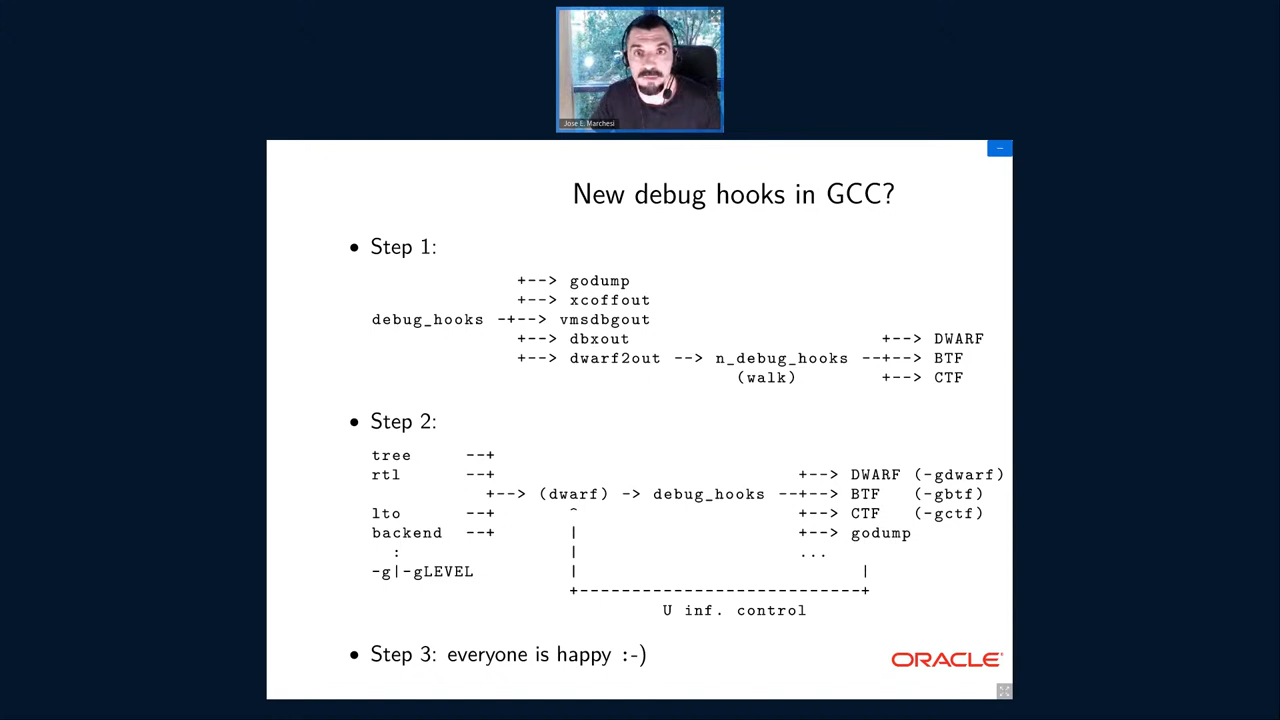 Jose E. Marchesi
New debug hooks in GCC?
• Step 1:
+--> godump
+--> xcoffout
debug_hooks -+--> vmsdbgout
+--> dbxout +--> DWARF
+--> dwarf2out --> n_debug_hooks --+--> BTF
(walk) +--> CTF
• Step 2:
tree --+
rtl --+ +--> DWARF (-gdwarf)
+--> (dwarf) -> debug_hooks --+--> BTF (-gbtf)
lto --+ ^ +--> CTF (-gctf)
backend --+ | +--> godump
: | ...
-g|-gLEVEL | |
+------------------------+
U inf. control
• Step 3: everyone is happy :-)
ORACLE